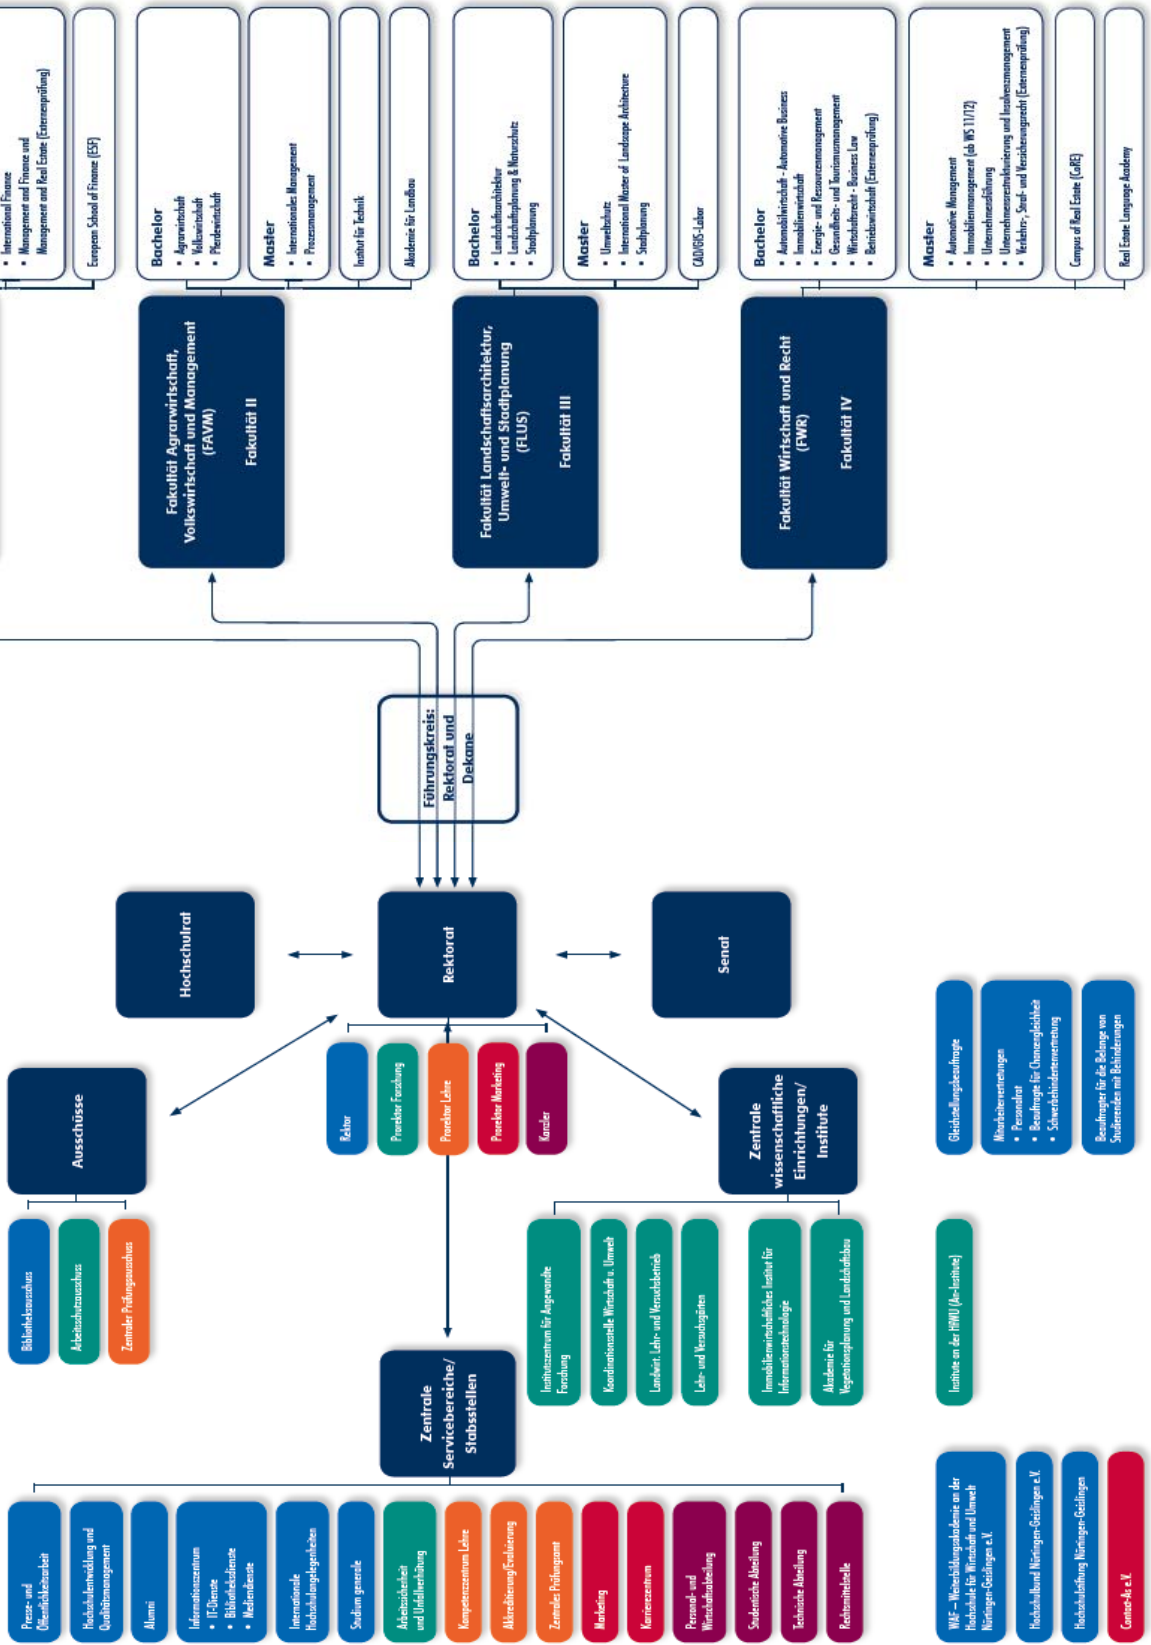 International Finance
Management and Finance und
Management and Real Estate (Externenprüfung)
European School of Finance (ESF)
Bachelor
Agrarwirtschaft
Volkswirtschaft
Pferdewirtschaft
Master
Internationales Management
Prozessmanagement
Institut für Technik
Akademie für Landbau
Bachelor
Landschaftsarchitektur
Landschaftsplanung & Naturschutz
Stadtplanung
Master
Umweltschutz
International Master of Landscape Architecture
Stadtplanung
CAD/GIS-Labor
Bachelor
Automobilwirtschaft - Automotive Business
Immobilienwirtschaft
Energie- und Ressourcenmanagement
Gesundheits- und Tourismusmanagement
Wirtschaftsrecht - Business Law
Betriebswirtschaft (Externenprüfung)
Master
Automotive Management
Immobilienmanagement (ab WS 11/12)
Unternehmensführung
Unternehmensrestrukturierung und Insolvenzmanagement
Verkehrs-, Straf- und Versicherungsrecht (Externenprüfung)
Campus of Real Estate (CoRE)
Real Estate Language Academy
Fakultät Agrarwirtschaft,
Volkswirtschaft und Management
(FAVM)
Fakultät II
Fakultät Landschaftsarchitektur,
Umwelt- und Stadtplanung
(FLUS)
Fakultät III
Fakultät Wirtschaft und Recht
(FWR)
Fakultät IV
Führungskreis:
Rektorat und
Dekane
Hochschulrat
Rektorat
Senat
Ausschüsse
Rektor
Prorektor Forschung
Prorektor Lehre
Prorektor Marketing
Kanzler
Zentrale
wissenschaftliche
Einrichtungen/
Institute
Gleichstellungsbeauftragte
Mitarbeitervertretungen
Personalrat
Beauftragte für Chancengleichheit
Schwerbehindertenvertretung
Beauftragter für die Belange von
Studierenden mit Behinderungen
Bibliotheksausschuss
Arbeitsschutzausschuss
Zentraler Prüfungsausschuss
Institutszentrum für Angewandte
Forschung
Koordinationsstelle Wirtschaft u. Umwelt
Landwirt. Lehr- und Versuchsbetrieb
Lehr- und Versuchsgärten
Immobilienwirtschaftliches Institut für
Informationstechnologie
Akademie für
Vegetationsplanung und Landschaftsbau
Institute an der HfWU (An-Institute)
Zentrale
Servicebereiche/
Stabsstellen
Presse- und
Öffentlichkeitsarbeit
Hochschulentwicklung und
Qualitätsmanagement
Alumni
Informationszentrum
IT-Dienste
Bibliotheksdienste
Mediendienste
Internationale
Hochschulangelegenheiten
Studium generale
Arbeitssicherheit
und Unfallverhütung
Kompetenzzentrum Lehre
Akkreditierung/Evaluierung
Zentrales Prüfungsamt
Marketing
Karrierezentrum
Personal- und
Wirtschaftsabteilung
Studentische Abteilung
Technische Abteilung
Rechtsmittelstelle
WAF – Weiterbildungsakademie an der
Hochschule für Wirtschaft und Umwelt
Nürtingen-Geislingen e.V.
Hochschulbund Nürtingen-Geislingen e.V.
Hochschulstiftung Nürtingen-Geislingen
Contact-As e.V.